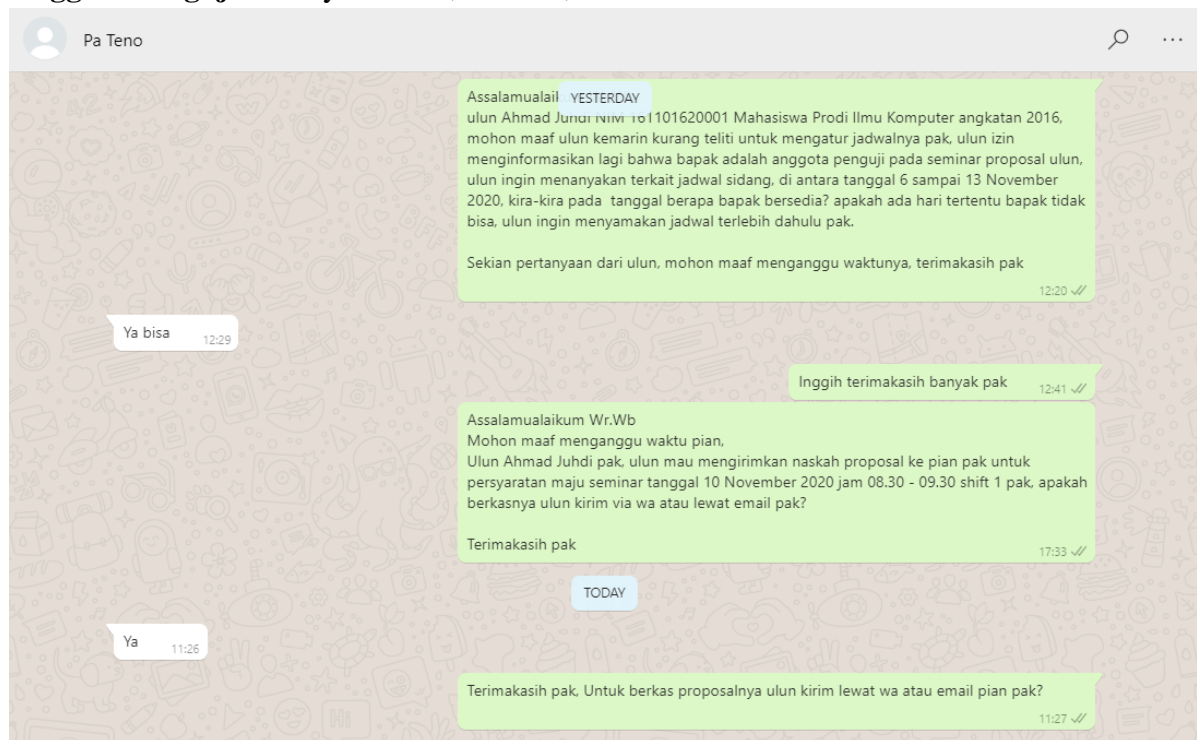 Pa Teno
YESTERDAY
ulun Ahmad Juhdi NIM 161101620001 Mahasiswa Prodi Ilmu Komputer angkatan 2016,
mohon maaf ulun kemarin kurang teliti untuk mengatur jadwalnya pak, ulun izin
menginformasikan lagi bahwa bapak adalah anggota penguji pada seminar proposal ulun,
ulun ingin menanyakan terkait jadwal sidang, di antara tanggal 6 sampai 13 November
2020, kira-kira pada tanggal berapa bapak bersedia? apakah ada hari tertentu bapak tidak
bisa, ulun ingin menyamakan jadwal terlebih dahulu pak.
Sekian pertanyaan dari ulun, mohon maaf menganggu waktunya, terimakasih pak
12:20
Ya bisa 12:29
Inggih terimakasih banyak pak 12:41
Assalamualaikum Wr.Wb
Mohon maaf menganggu waktu pian,
Ulun Ahmad Juhdi pak, ulun mau mengirimkan naskah proposal ke pian pak untuk
persyaratan maju seminar tanggal 10 November 2020 jam 08.30 - 09.30 shift 1 pak, apakah
berkasnya ulun kirim via wa atau lewat email pak?
Terimakasih pak 17:33
TODAY
Ya 11:26
Terimakasih pak, Untuk berkas proposalnya ulun kirim lewat wa atau email pian pak?
11:27